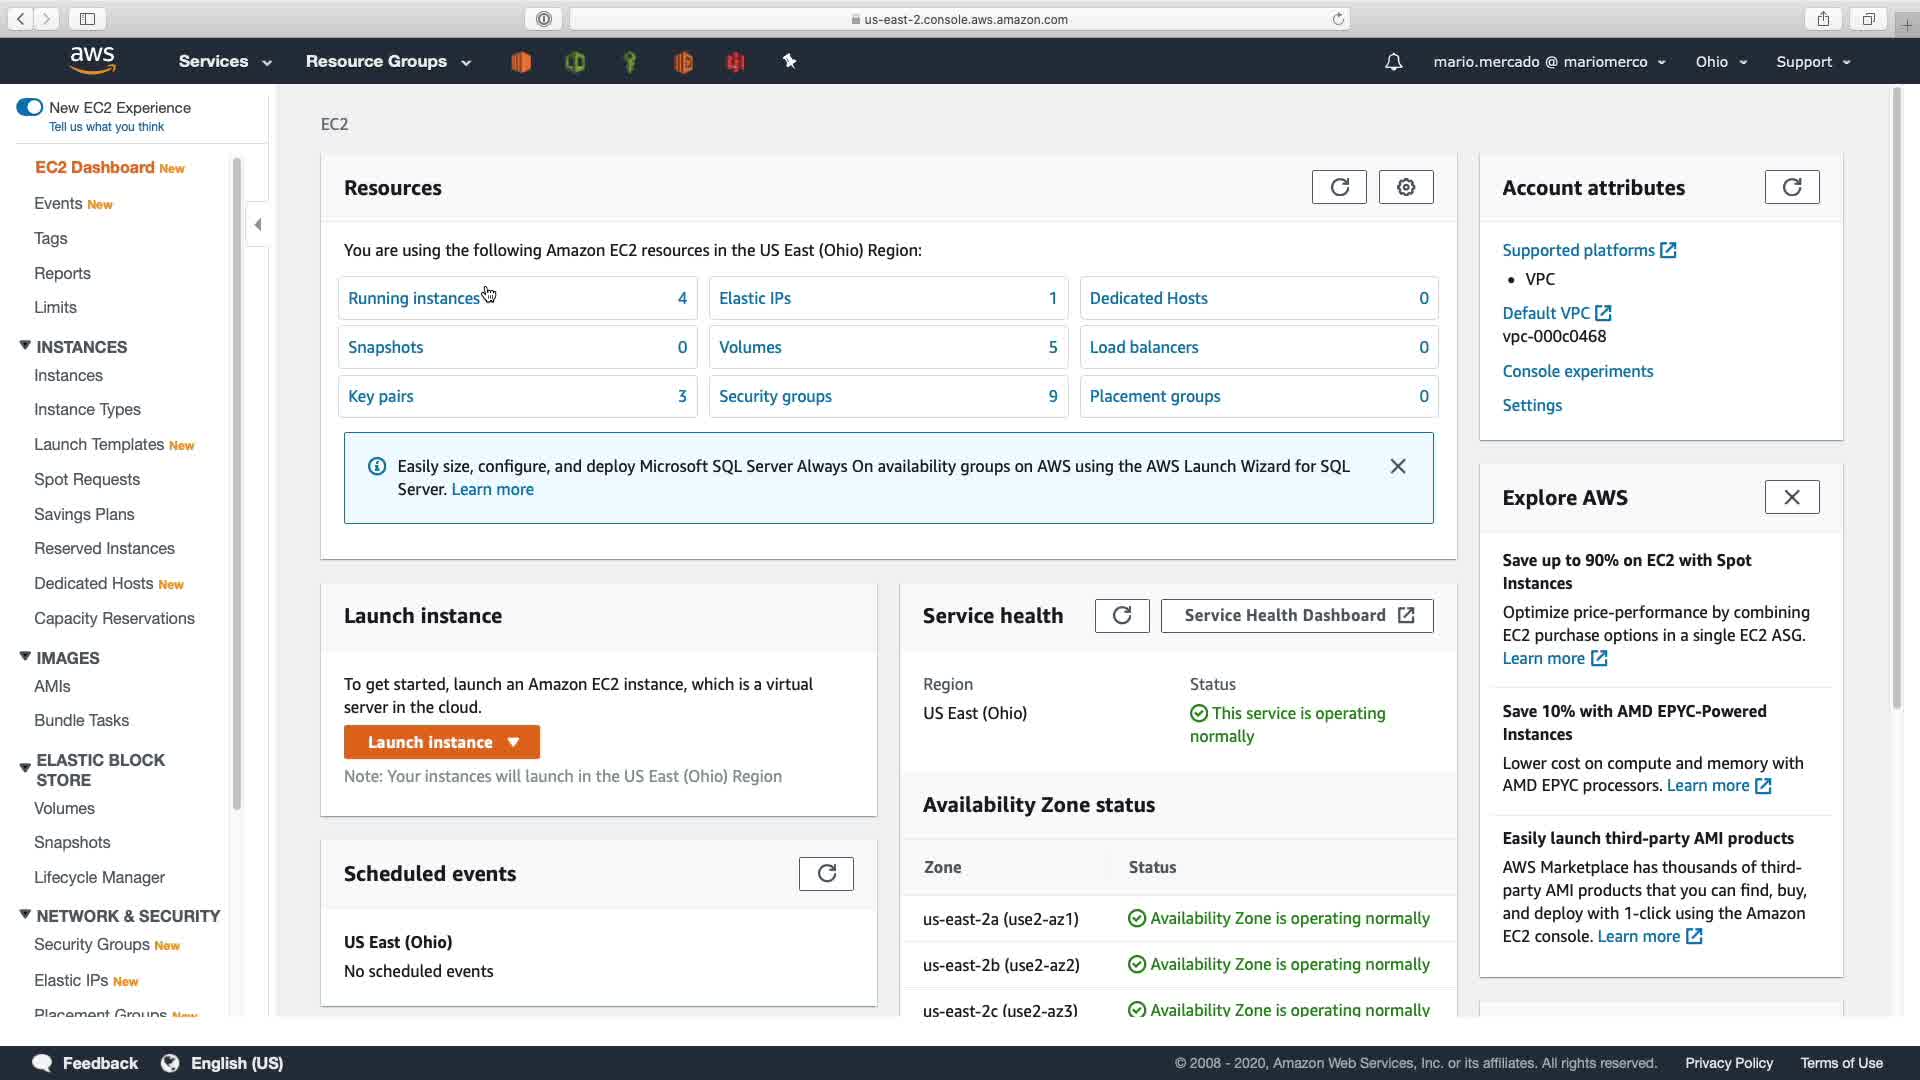 us-east-2.console.aws.amazon.com
aws
Services
Resource Groups
mario.mercado @ mariomerco
Ohio
Support
New EC2 Experience
Tell us what you think
EC2 Dashboard New
Events New
Tags
Reports
Limits
INSTANCES
Instances
Instance Types
Launch Templates New
Spot Requests
Savings Plans
Reserved Instances
Dedicated Hosts New
Capacity Reservations
IMAGES
AMIs
Bundle Tasks
ELASTIC BLOCK
STORE
Volumes
Snapshots
Lifecycle Manager
NETWORK & SECURITY
Security Groups New
Elastic IPs New
Placement Groups New
EC2
Resources
You are using the following Amazon EC2 resources in the US East (Ohio) Region:
Running instances 4
Elastic IPs 1
Dedicated Hosts 0
Snapshots 0
Volumes 5
Load balancers 0
Key pairs 3
Security groups 9
Placement groups 0
Easily size, configure, and deploy Microsoft SQL Server Always On availability groups on AWS using the AWS Launch Wizard for SQL
Server. Learn more
Launch instance
To get started, launch an Amazon EC2 instance, which is a virtual
server in the cloud.
Launch instance
Note: Your instances will launch in the US East (Ohio) Region
Scheduled events
US East (Ohio)
No scheduled events
Service health
Service Health Dashboard
Region
US East (Ohio)
Status
This service is operating
normally
Availability Zone status
Zone Status
us-east-2a (use2-az1) Availability Zone is operating normally
us-east-2b (use2-az2) Availability Zone is operating normally
us-east-2c (use2-az3) Availability Zone is operating normally
Account attributes
Supported platforms
• VPC
Default VPC
vpc-000c0468
Console experiments
Settings
Explore AWS
Save up to 90% on EC2 with Spot
Instances
Optimize price-performance by combining
EC2 purchase options in a single EC2 ASG.
Learn more
Save 10% with AMD EPYC-Powered
Instances
Lower cost on compute and memory with
AMD EPYC processors. Learn more
Easily launch third-party AMI products
AWS Marketplace has thousands of third-
party AMI products that you can find, buy,
and deploy with 1-click using the Amazon
EC2 console. Learn more
Feedback
English (US)
© 2008 - 2020, Amazon Web Services, Inc. or its affiliates. All rights reserved.
Privacy Policy
Terms of Use